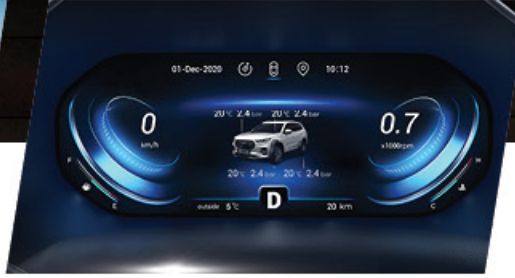 01-Dec-2020 10:12
20℃ 2.4 bar 20℃ 2.4 bar
0 0.7
km/h x1000rpm
F H
20℃ 2.4 bar 20℃ 2.4 bar
E C
outside 5℃ D 20 km